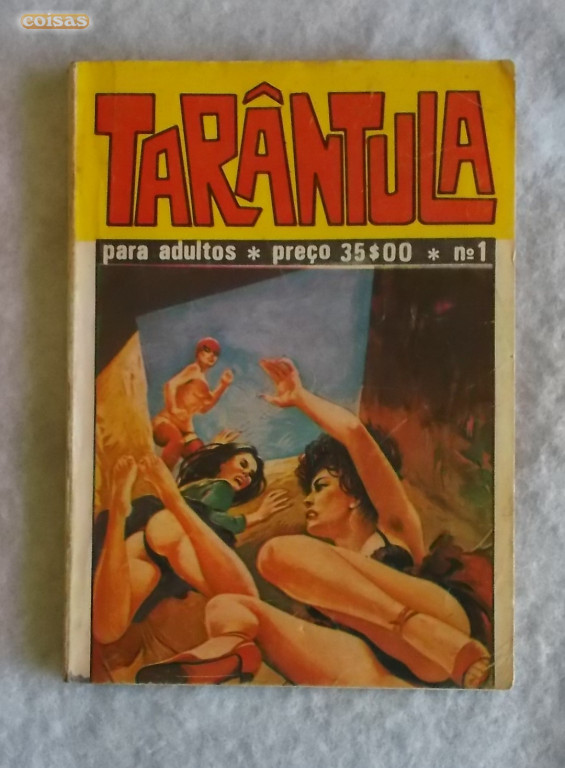 coisas
TARÂNTULA
para adultos * preço 35$00 * nº1